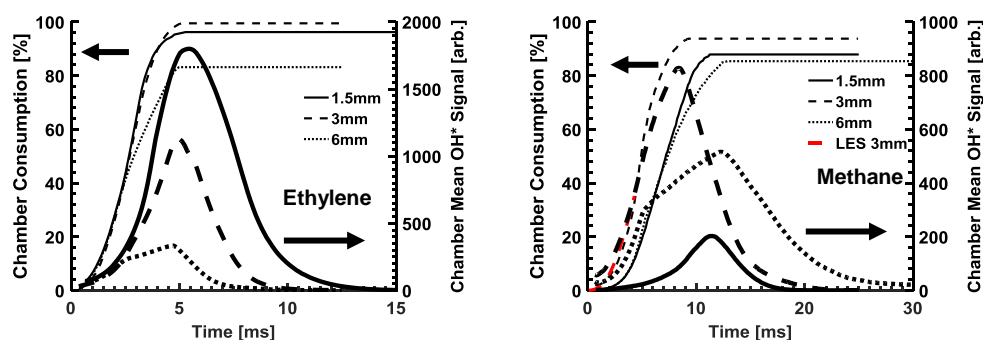 Chamber Consumption [%]
100
80
60
40
20
0
2000
1500
1000
500
0
Chamber Mean OH* Signal [arb.]
1.5mm
3mm
6mm
Ethylene
0
5
10
15
Time [ms]
Chamber Consumption [%]
100
80
60
40
20
0
1000
800
600
400
200
0
Chamber Mean OH* Signal [arb.]
1.5mm
3mm
6mm
LES 3mm
Methane
0
10
20
30
Time [ms]